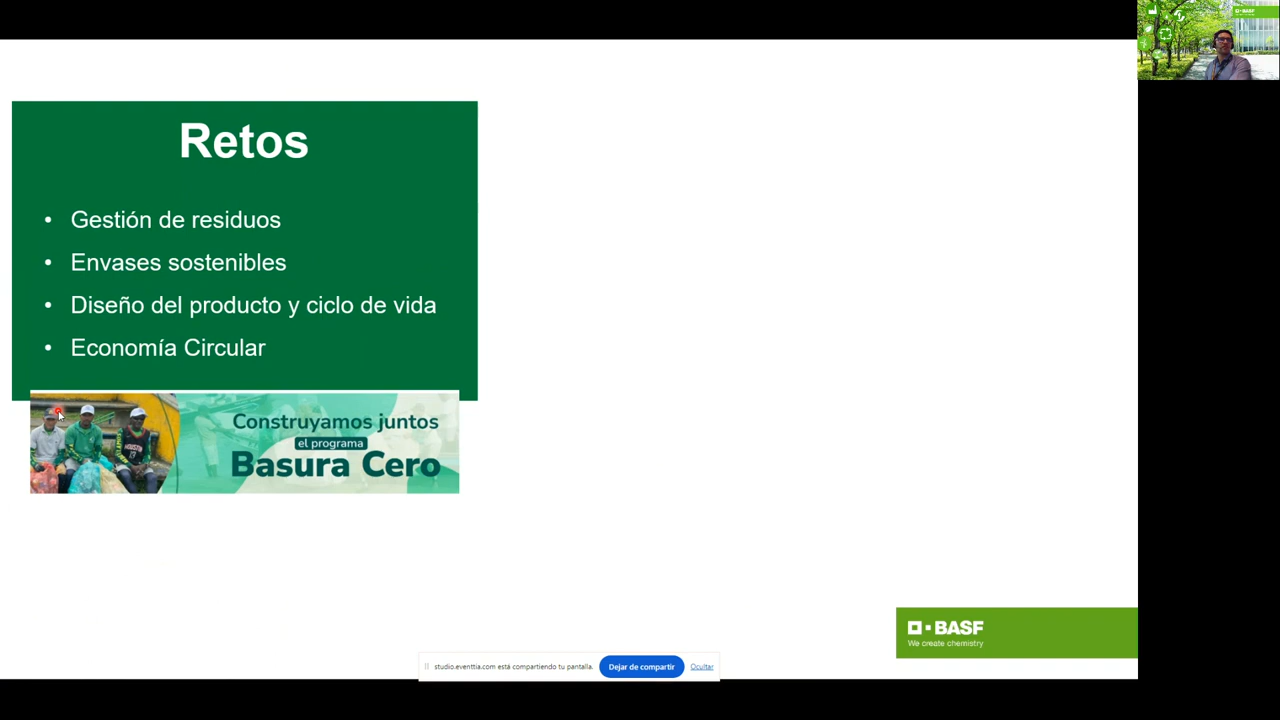 BASF
Retos
• Gestión de residuos
• Envases sostenibles
• Diseño del producto y ciclo de vida
• Economía Circular
Construyamos juntos
el programa
Basura Cero
BASF
We create chemistry
studio.eventtia.com está compartiendo tu pantalla.
Dejar de compartir
Ocultar